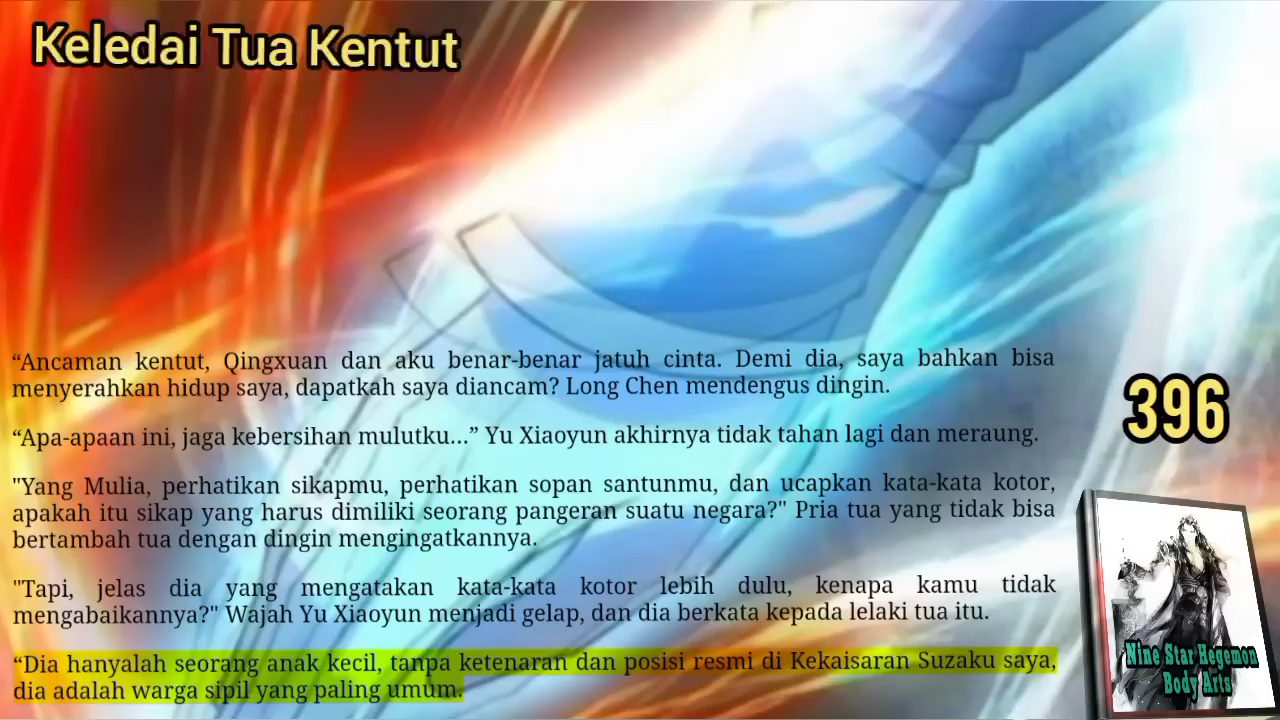 Keledai Tua Kentut
“Ancaman kentut, Qingxuan dan aku benar-benar jatuh cinta. Demi dia, saya bahkan bisa
menyerahkan hidup saya, dapatkah saya diancam? Long Chen mendengus dingin.
“Apa-apaan ini, jaga kebersihan mulutku...” Yu Xiaoyun akhirnya tidak tahan lagi dan meraung.
"Yang Mulia, perhatikan sikapmu, perhatikan sopan santunmu, dan ucapkan kata-kata kotor,
apakah itu sikap yang harus dimiliki seorang pangeran suatu negara?" Pria tua yang tidak bisa
bertambah tua dengan dingin mengingatkannya.
"Tapi, jelas dia yang mengatakan kata-kata kotor lebih dulu, kenapa kamu tidak
mengabaikannya?" Wajah Yu Xiaoyun menjadi gelap, dan dia berkata kepada lelaki tua itu.
“Dia hanyalah seorang anak kecil, tanpa ketenaran dan posisi resmi di Kekaisaran Suzaku saya,
dia adalah warga sipil yang paling umum.
396
Nine Star Hegemon
Body Arts